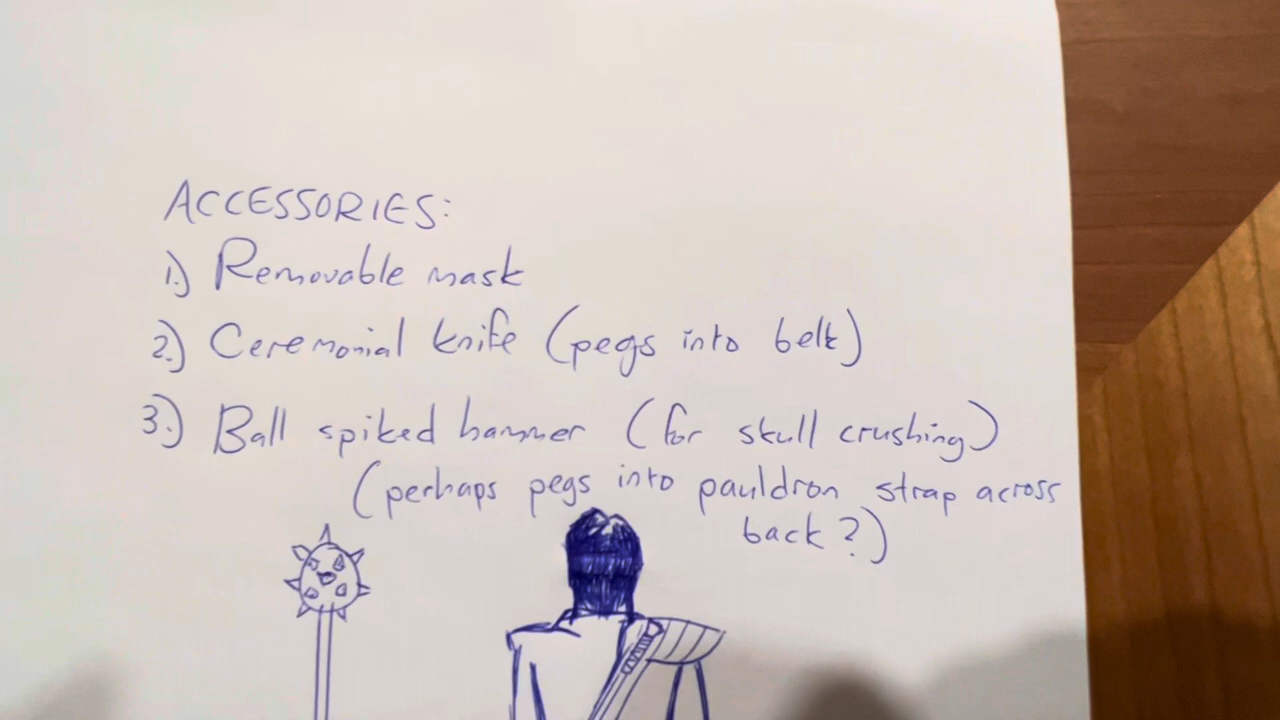 ACCESSORIES:
1.) Removable mask
2.) Ceremonial knife (pegs into belt)
3.) Ball spiked hammer (for skull crushing)
(perhaps pegs into pauldron strap across
back?)